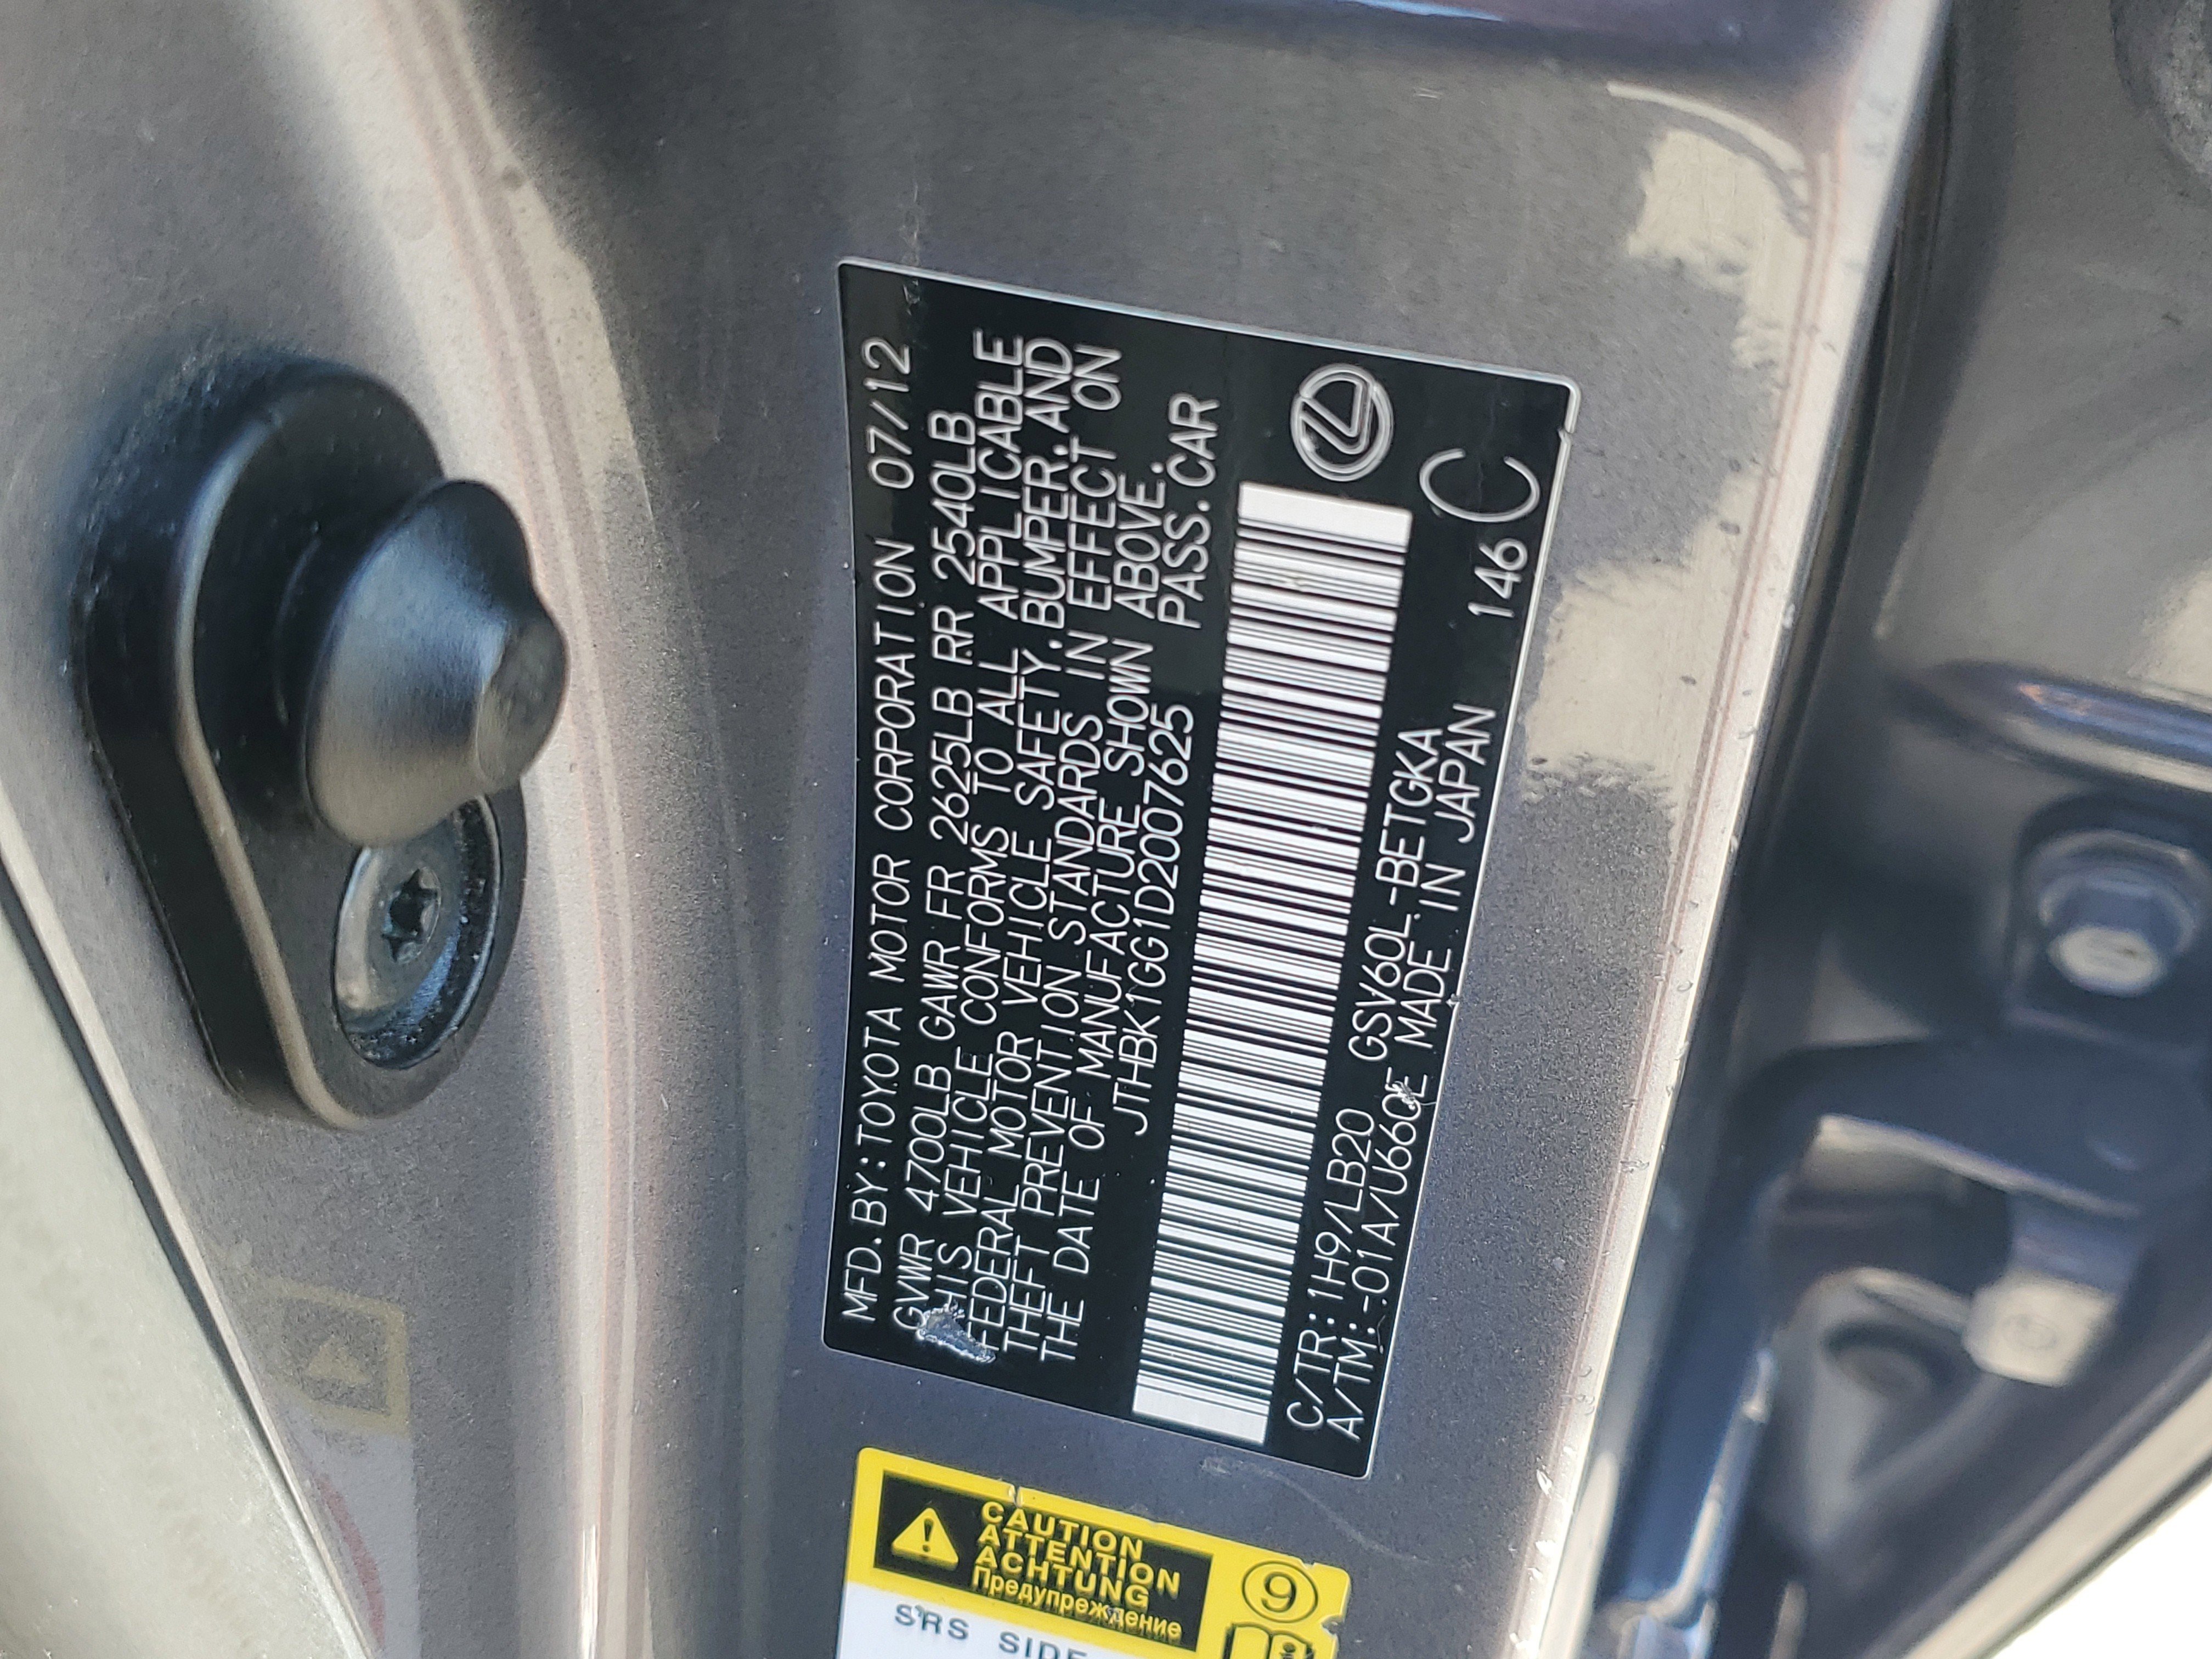 MFD.BY:TOYOTA MOTOR CORPORATION 07/12
GVWR 4700LB GAWR FR 2625LB RR 2540LB
THIS VEHICLE CONFORMS TO ALL APPLICABLE
FEDERAL MOTOR VEHICLE SAFETY,BUMPER,AND
THEFT PREVENTION STANDARDS IN EFFECT ON
THE DATE OF MANUFACTURE SHOWN ABOVE.
JTHBK1GG1D2007625 PASS.CAR
C/TR:1H9/LB20 GSV60L-BETGKA
A/TM:-01A/U660E MADE IN JAPAN 146 C
CAUTION
ATTENTION
ACHTUNG
Предупреждение
9
SRS SIDE